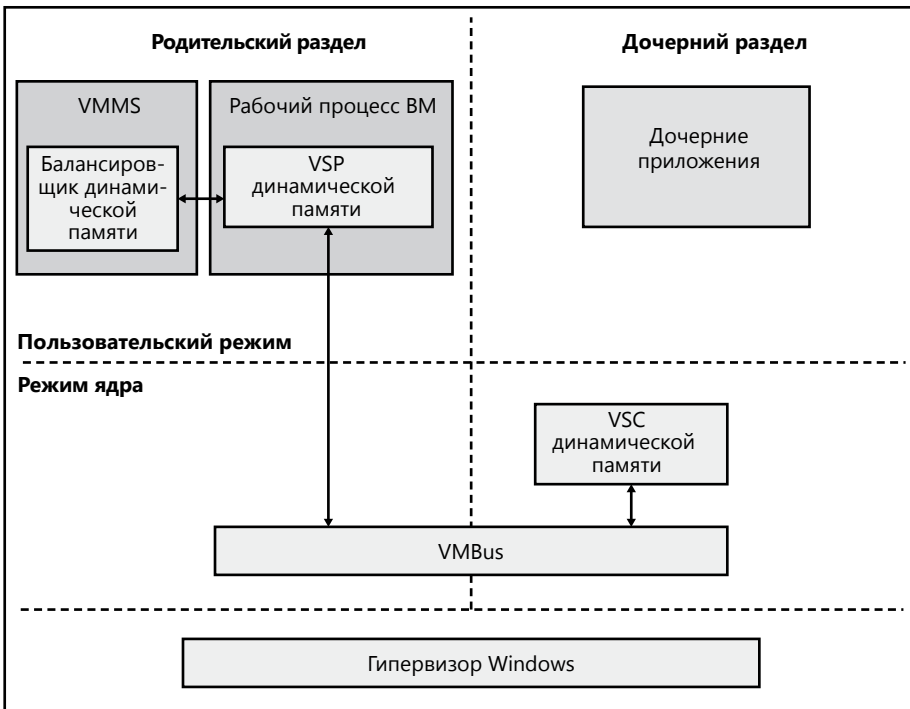 Родительский раздел
Дочерний раздел
VMMS
Рабочий процесс ВМ
Балансиров-
щик динами-
ческой
памяти
VSP
динамической
памяти
Дочерние
приложения
Пользовательский режим
Режим ядра
VSC
динамической
памяти
VMBus
Гипервизор Windows